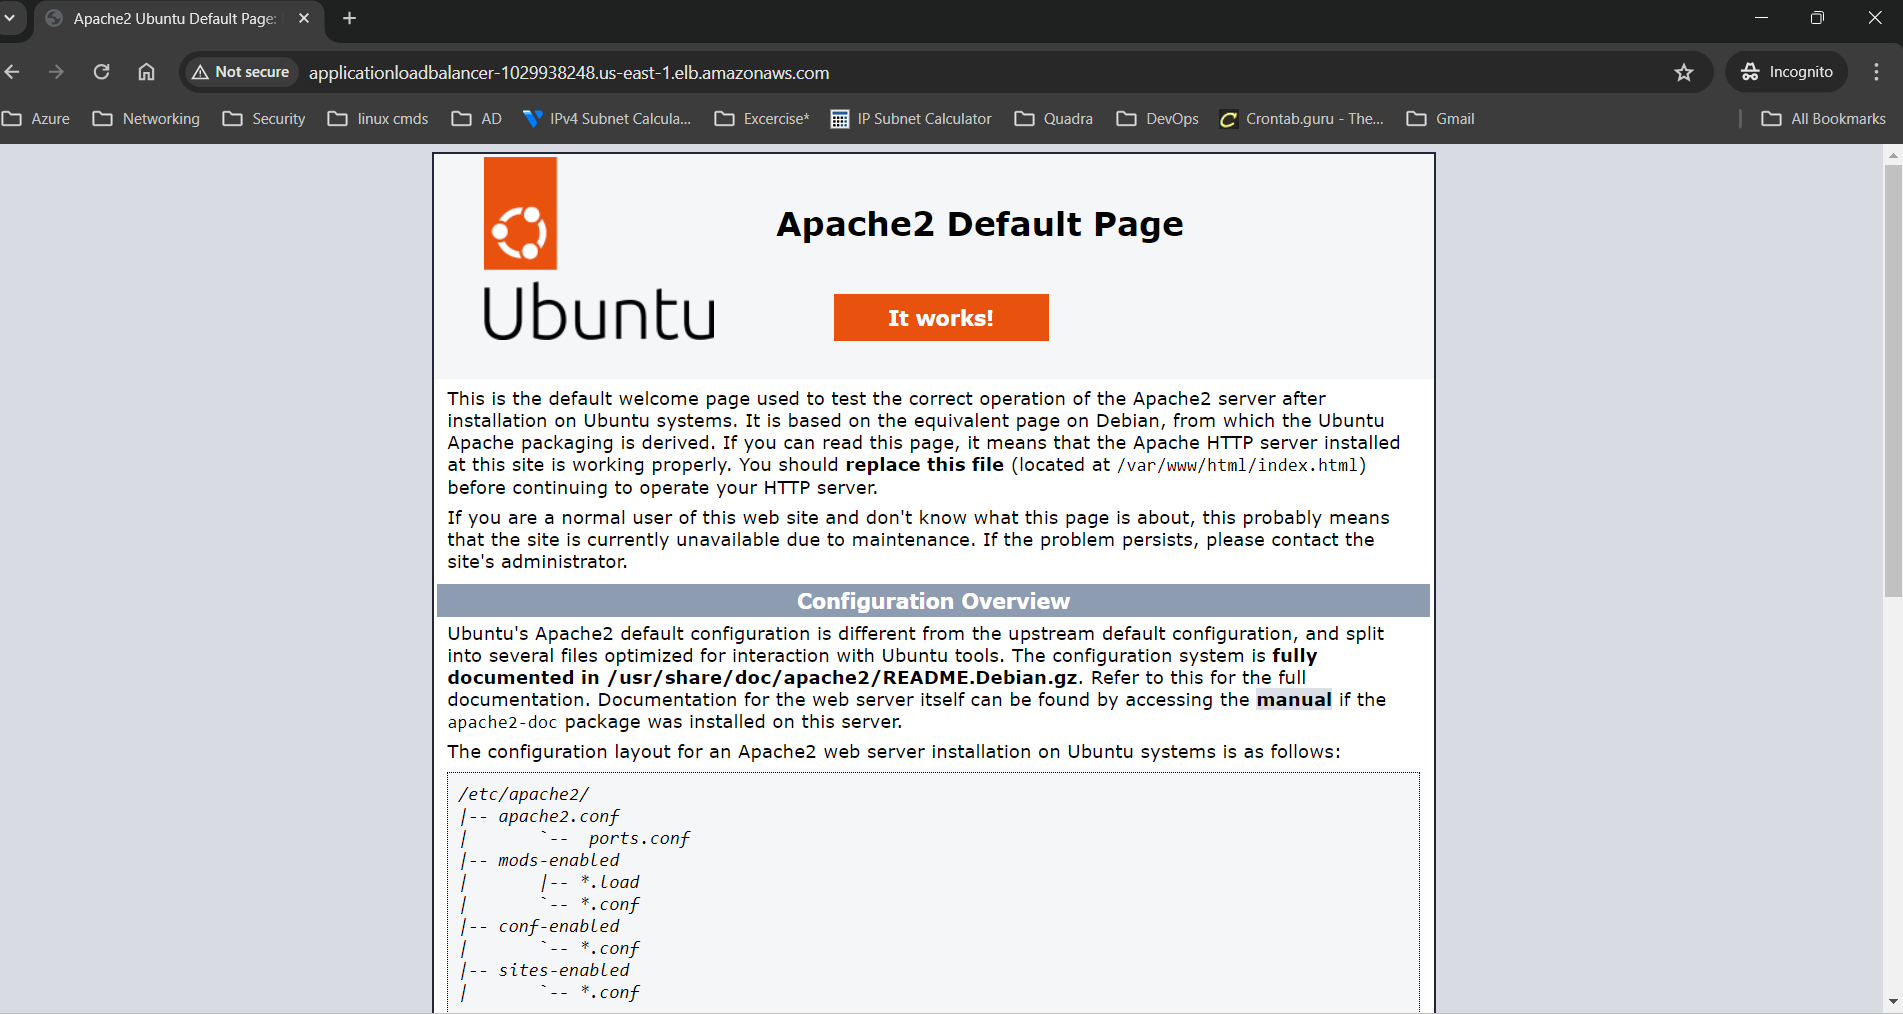 Apache2 Ubuntu Default Page:
Not secure
applicationloadbalancer-1029938248.us-east-1.elb.amazonaws.com
Incognito
Azure
Networking
Security
linux cmds
AD
IPv4 Subnet Calcula...
Excercise*
IP Subnet Calculator
Quadra
DevOps
Crontab.guru - The...
Gmail
All Bookmarks
Ubuntu
Apache2 Default Page
It works!
This is the default welcome page used to test the correct operation of the Apache2 server after
installation on Ubuntu systems. It is based on the equivalent page on Debian, from which the Ubuntu
Apache packaging is derived. If you can read this page, it means that the Apache HTTP server installed
at this site is working properly. You should replace this file (located at /var/www/html/index.html)
before continuing to operate your HTTP server.
If you are a normal user of this web site and don't know what this page is about, this probably means
that the site is currently unavailable due to maintenance. If the problem persists, please contact the
site's administrator.
Configuration Overview
Ubuntu's Apache2 default configuration is different from the upstream default configuration, and split
into several files optimized for interaction with Ubuntu tools. The configuration system is fully
documented in /usr/share/doc/apache2/README.Debian.gz. Refer to this for the full
documentation. Documentation for the web server itself can be found by accessing the manual if the
apache2-doc package was installed on this server.
The configuration layout for an Apache2 web server installation on Ubuntu systems is as follows:
/etc/apache2/
|-- apache2.conf
|       `--  ports.conf
|-- mods-enabled
|       |-- *.load
|       `-- *.conf
|-- conf-enabled
|       `-- *.conf
|-- sites-enabled
|       `-- *.conf